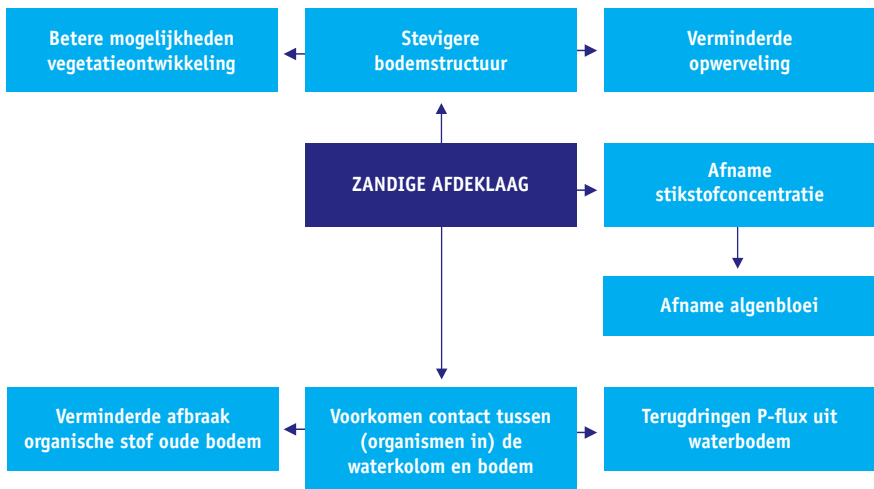 Betere mogelijkheden
vegetatieontwikkeling
Stevigere
bodemstructuur
Verminderde
opwerveling
ZANDIGE AFDEKLAAG
Afname
stikstofconcentratie
Afname algenbloei
Verminderde afbraak
organische stof oude bodem
Voorkomen contact tussen
(organismen in) de
waterkolom en bodem
Terugdringen P-flux uit
waterbodem